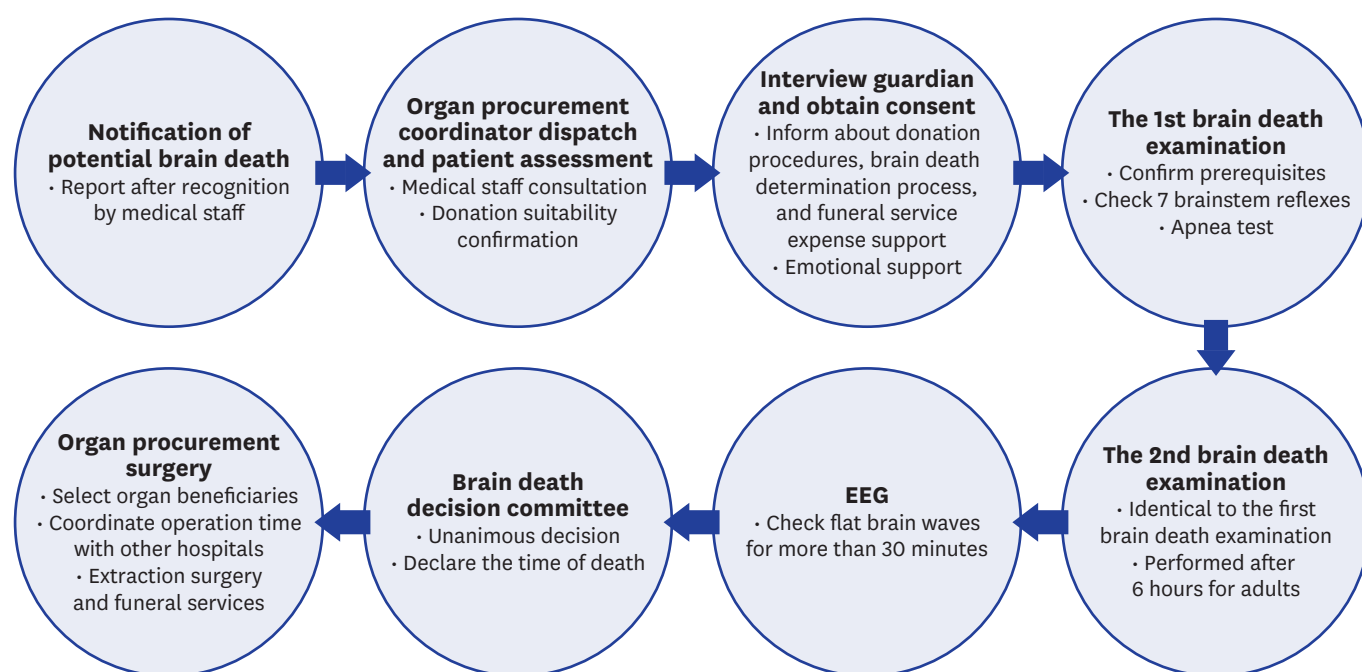 Notification of
potential brain death
· Report after recognition
by medical staff
Organ procurement
coordinator dispatch
and patient assessment
· Medical staff consultation
· Donation suitability
confirmation
Interview guardian
and obtain consent
· Inform about donation
procedures, brain death
determination process,
and funeral service
expense support
· Emotional support
The 1st brain death
examination
· Confirm prerequisites
· Check 7 brainstem reflexes
· Apnea test
The 2nd brain death
examination
· Identical to the first
brain death examination
· Performed after
6 hours for adults
EEG
· Check flat brain waves
for more than 30 minutes
Brain death
decision committee
· Unanimous decision
· Declare the time of death
Organ procurement
surgery
· Select organ beneficiaries
· Coordinate operation time
with other hospitals
· Extraction surgery
and funeral services